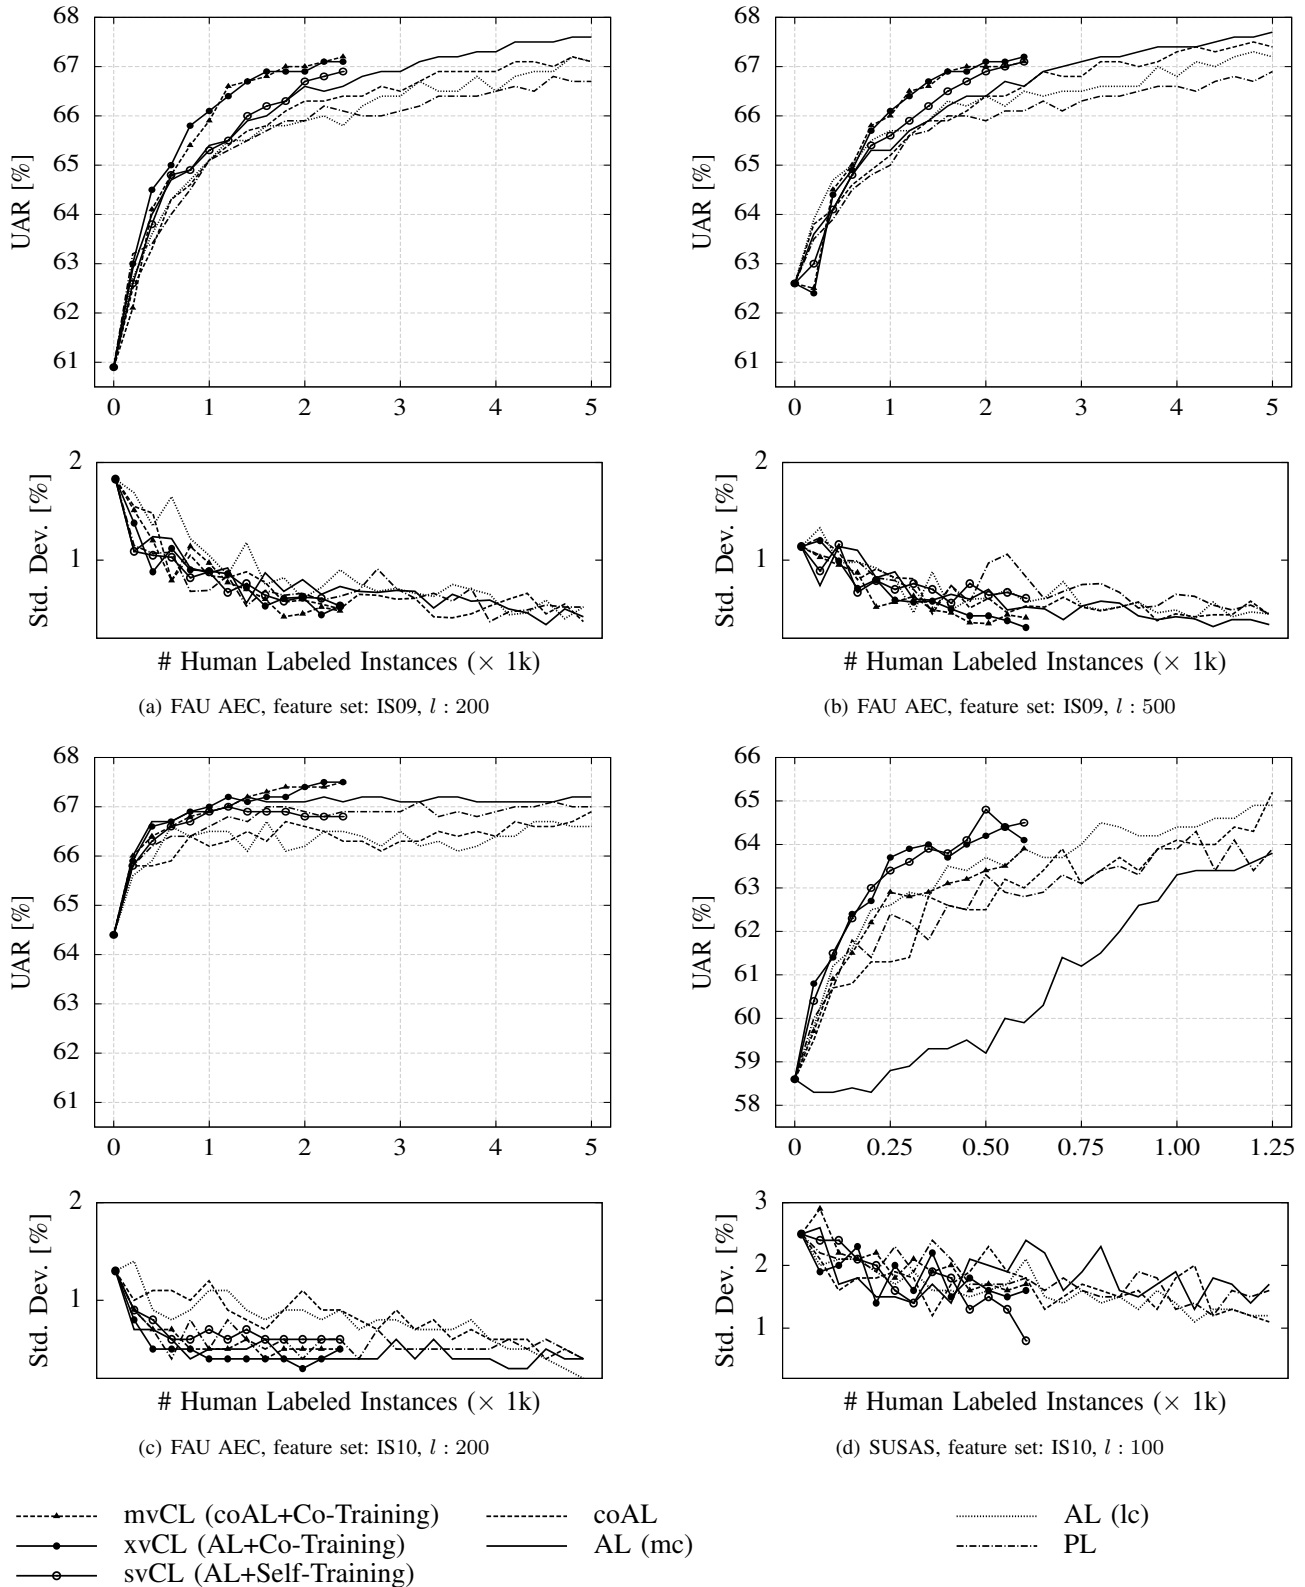 68
67
66
65
64
63
62
61
UAR [%]
0 1 2 3 4 5
2
1
Std. Dev. [%]
# Human Labeled Instances (× 1k)
(a) FAU AEC, feature set: IS09, l : 200
68
67
66
65
64
63
62
61
UAR [%]
0 1 2 3 4 5
2
1
Std. Dev. [%]
# Human Labeled Instances (× 1k)
(b) FAU AEC, feature set: IS09, l : 500
68
67
66
65
64
63
62
61
UAR [%]
0 1 2 3 4 5
2
1
Std. Dev. [%]
# Human Labeled Instances (× 1k)
(c) FAU AEC, feature set: IS10, l : 200
66
65
64
63
62
61
60
59
58
UAR [%]
0 0.25 0.50 0.75 1.00 1.25
3
2
1
Std. Dev. [%]
# Human Labeled Instances (× 1k)
(d) SUSAS, feature set: IS10, l : 100
mvCL (coAL+Co-Training)
xvCL (AL+Co-Training)
svCL (AL+Self-Training)
coAL
AL (mc)
AL (lc)
PL